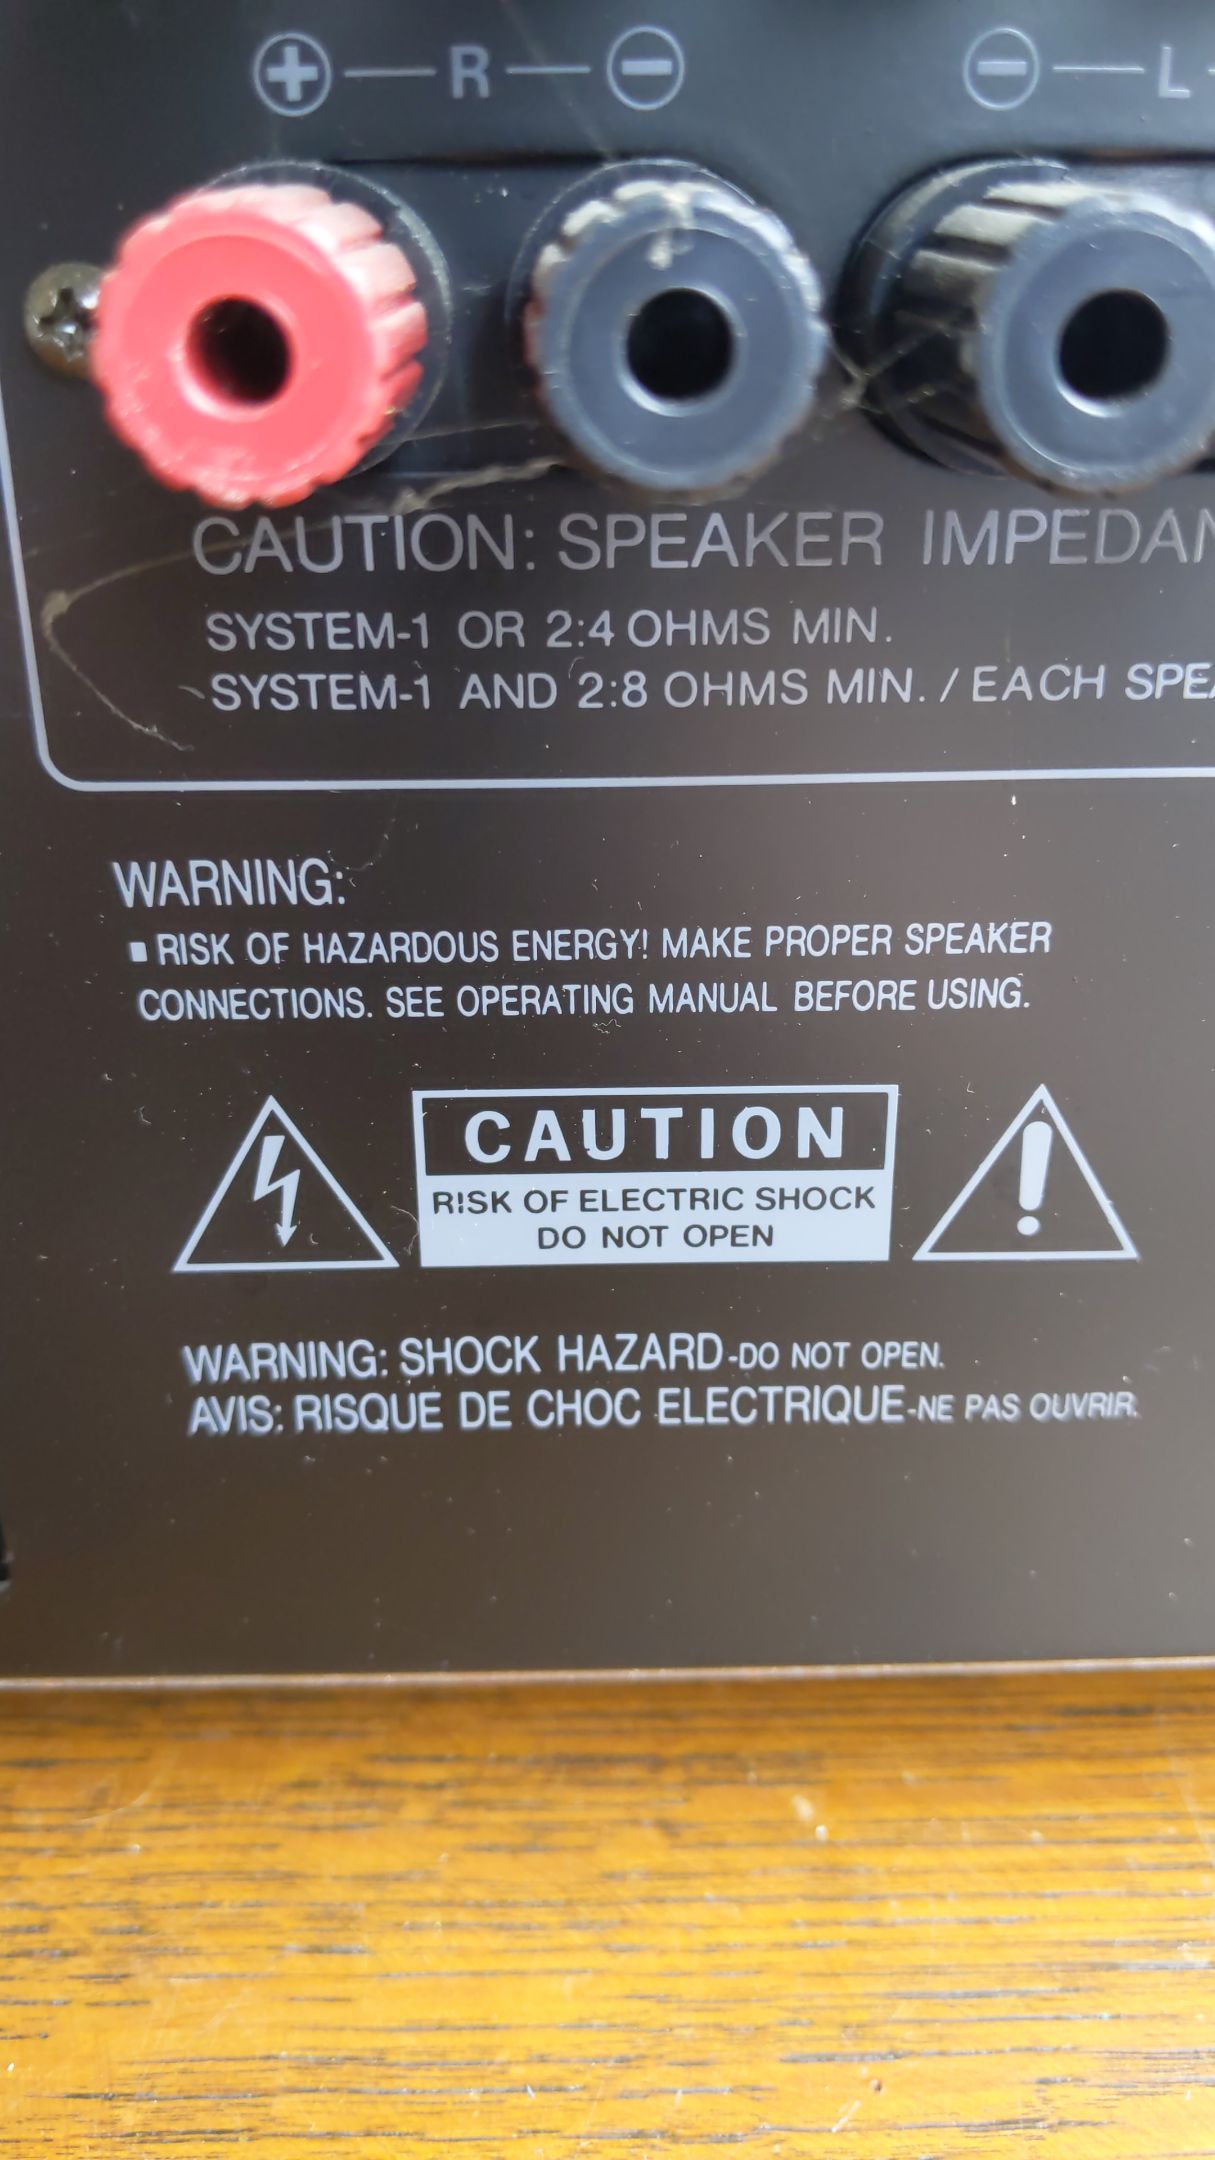 + R − − L
CAUTION: SPEAKER IMPEDAN
SYSTEM-1 OR 2:4 OHMS MIN.
SYSTEM-1 AND 2:8 OHMS MIN. / EACH SPEA
WARNING:
▪ RISK OF HAZARDOUS ENERGY! MAKE PROPER SPEAKER
CONNECTIONS. SEE OPERATING MANUAL BEFORE USING.
CAUTION
RISK OF ELECTRIC SHOCK
DO NOT OPEN
WARNING: SHOCK HAZARD-DO NOT OPEN.
AVIS: RISQUE DE CHOC ELECTRIQUE-NE PAS OUVRIR.